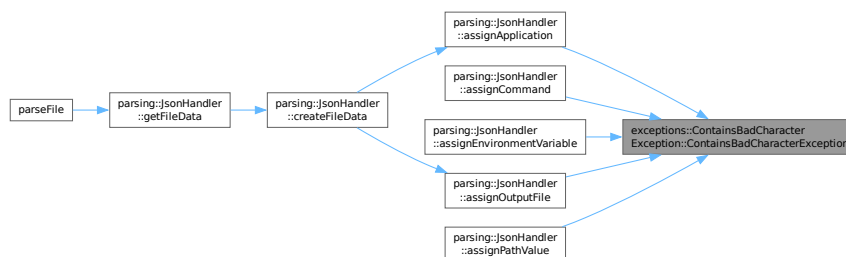 parseFile
parsing::JsonHandler
::getFileData
parsing::JsonHandler
::createFileData
parsing::JsonHandler
::assignApplication
parsing::JsonHandler
::assignCommand
parsing::JsonHandler
::assignEnvironmentVariable
parsing::JsonHandler
::assignOutputFile
parsing::JsonHandler
::assignPathValue
exceptions::ContainsBadCharacter
Exception::ContainsBadCharacterException